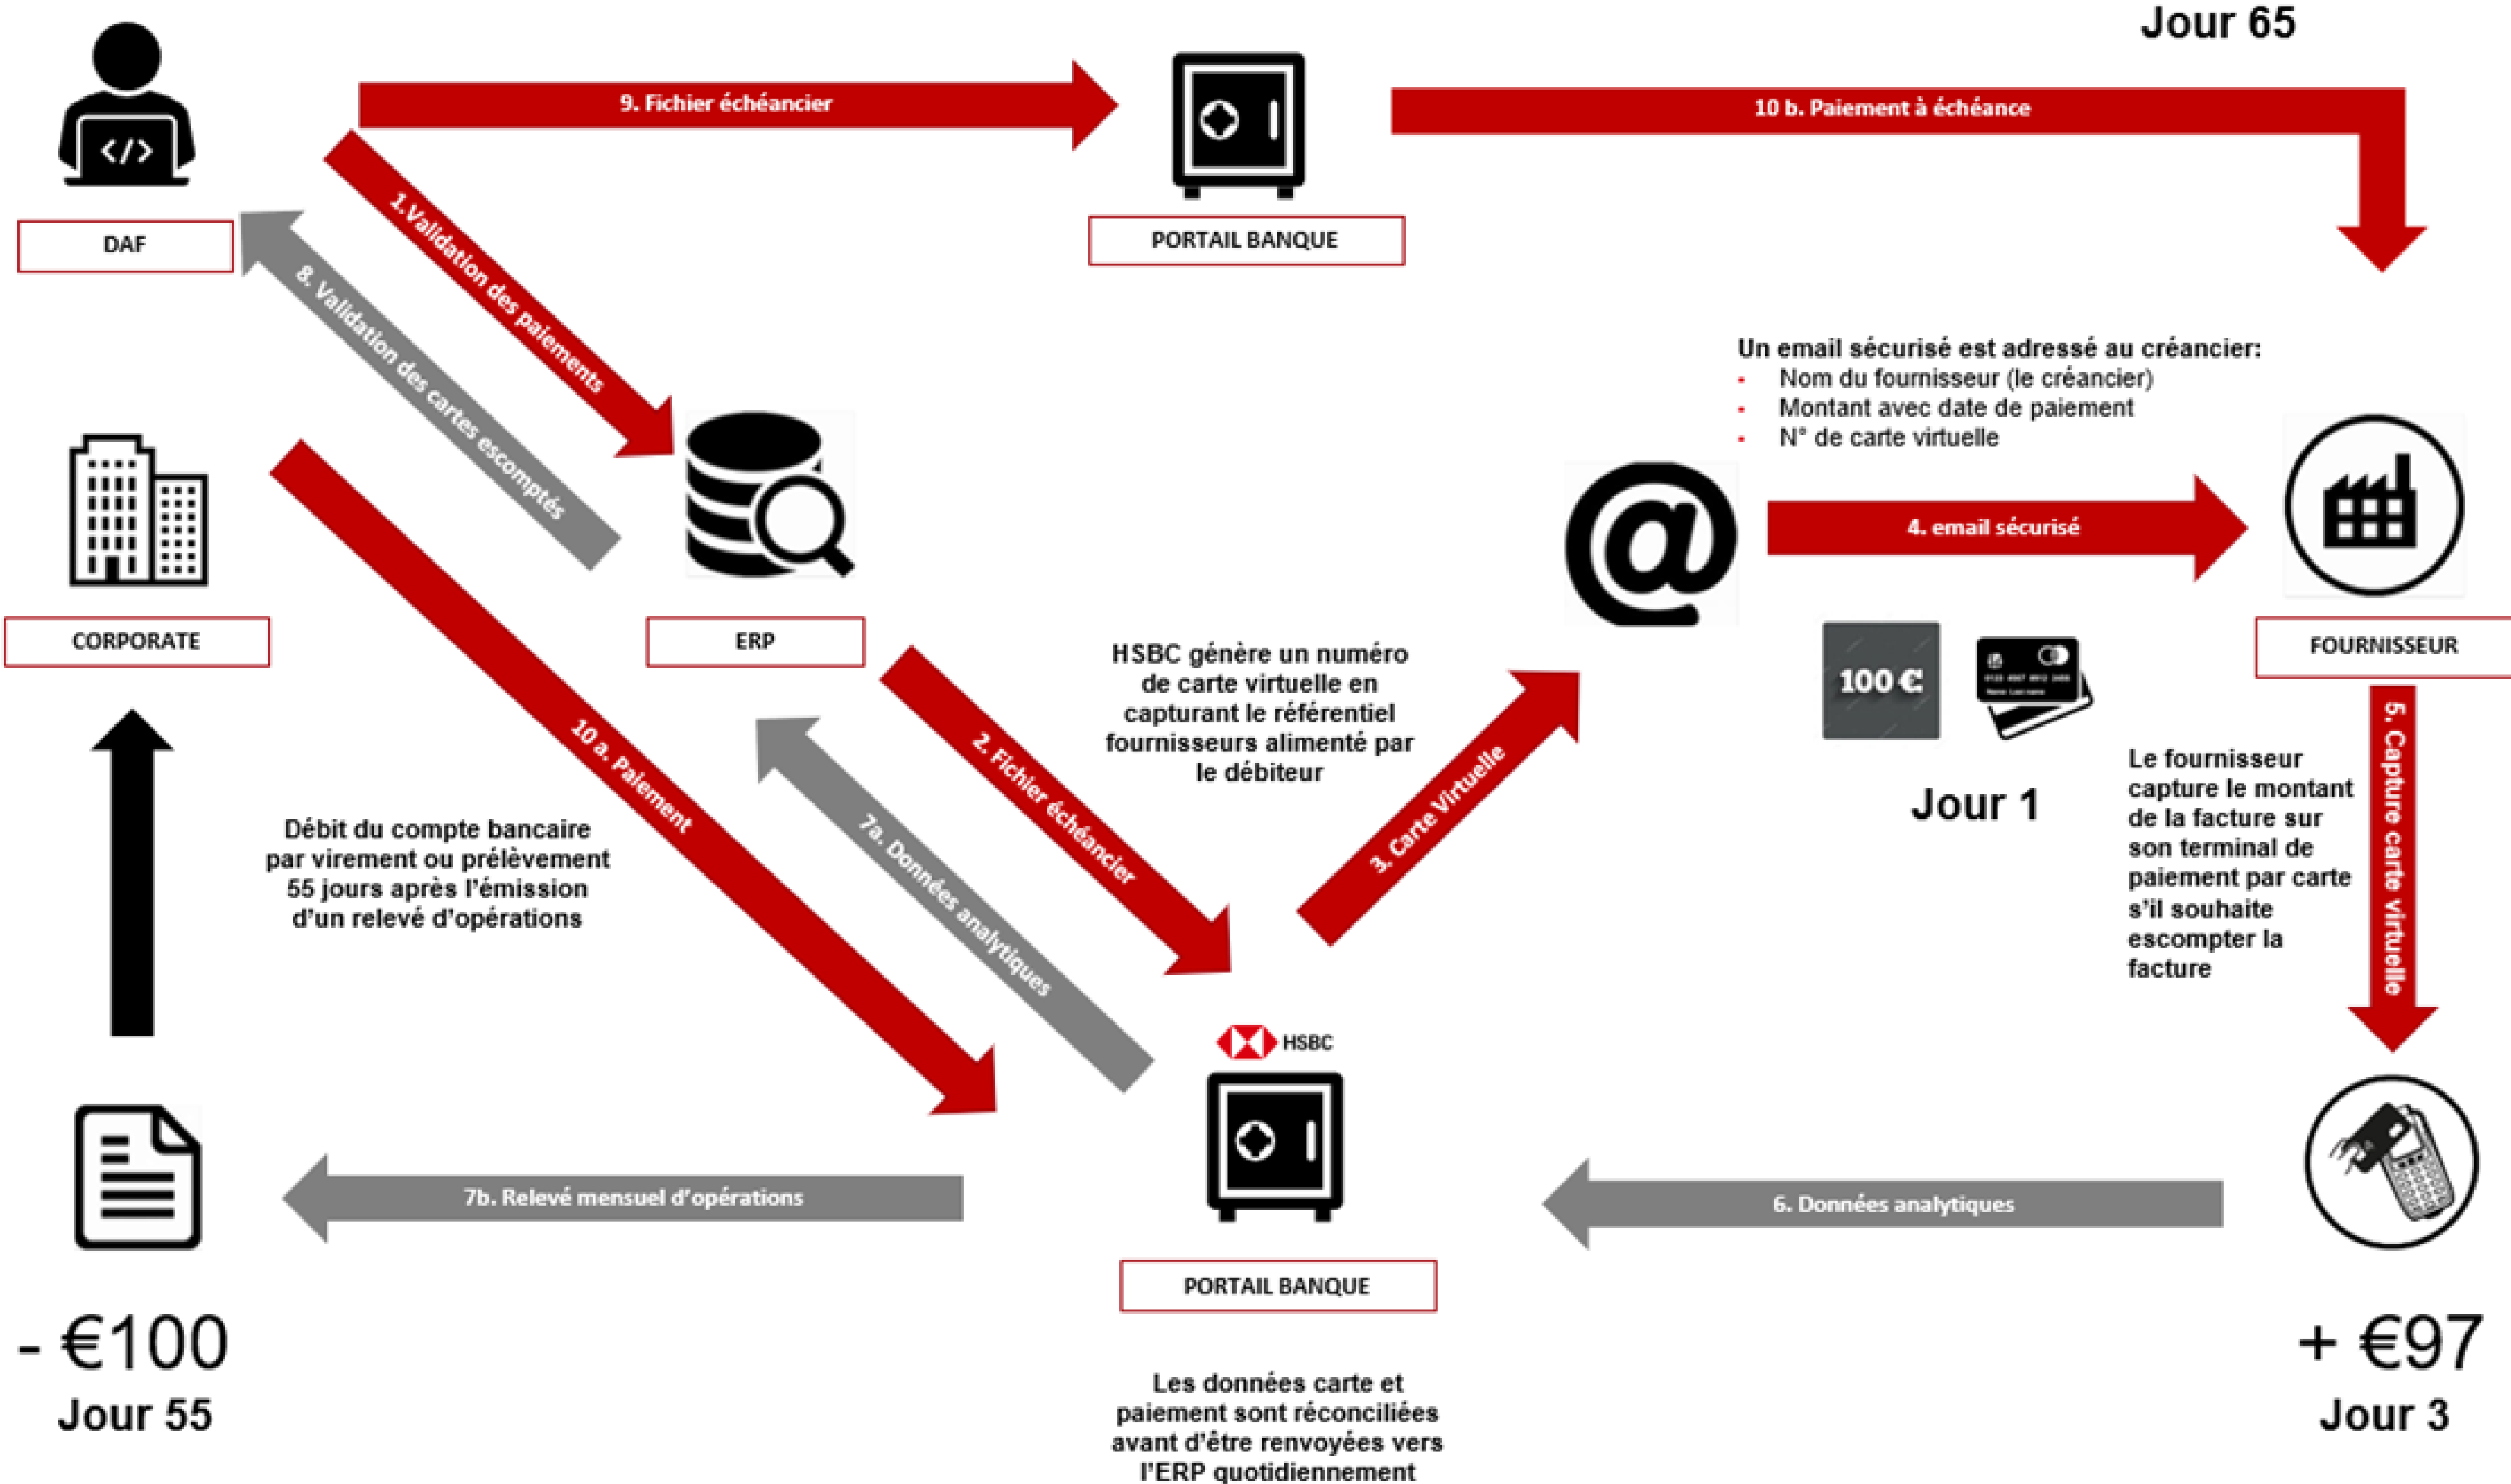 Jour 65
9. Fichier échéancier
10 b. Paiement à échéance
</>
DAF
PORTAIL BANQUE
1.Validation des paiements
8. Validation des cartes escomptés
Un email sécurisé est adressé au créancier:
▪ Nom du fournisseur (le créancier)
▪ Montant avec date de paiement
▪ N° de carte virtuelle
@
4. email sécurisé
CORPORATE
ERP
FOURNISSEUR
HSBC génère un numéro
de carte virtuelle en
capturant le référentiel
fournisseurs alimenté par
le débiteur
100 €
Jour 1
10 a. Paiement
2. Fichier échéancier
7a. Données analytiques
3. Carte Virtuelle
5. Capture carte virtuelle
Le fournisseur
capture le montant
de la facture sur
son terminal de
paiement par carte
s'il souhaite
escompter la
facture
Débit du compte bancaire
par virement ou prélèvement
55 jours après l'émission
d'un relevé d'opérations
HSBC
7b. Relevé mensuel d'opérations
6. Données analytiques
PORTAIL BANQUE
- €100
Jour 55
+ €97
Jour 3
Les données carte et
paiement sont réconciliées
avant d'être renvoyées vers
l'ERP quotidiennement